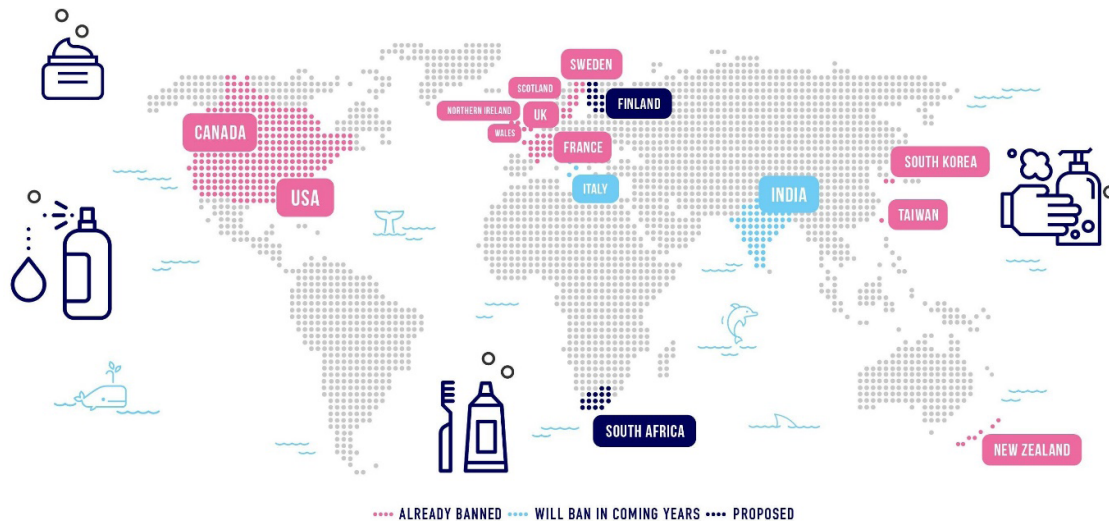 SWEDEN
SCOTLAND
FINLAND
NORTHERN IRELAND
UK
CANADA
WALES
FRANCE
SOUTH KOREA
USA
ITALY
INDIA
TAIWAN
SOUTH AFRICA
NEW ZEALAND
ALREADY BANNED WILL BAN IN COMING YEARS PROPOSED